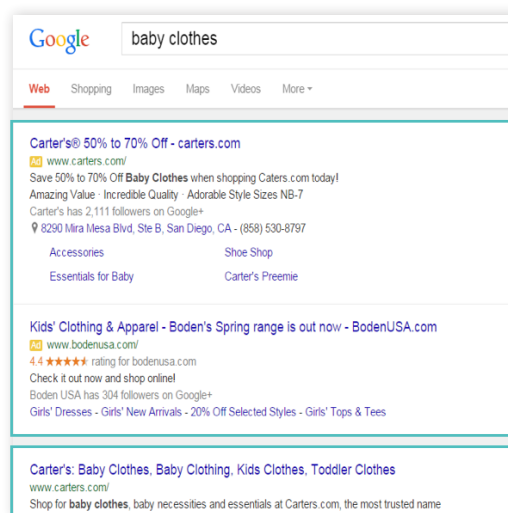 Google
baby clothes
Web Shopping Images Maps Videos More
Carter's® 50% to 70% Off - carters.com
Ad www.carters.com/
Save 50% to 70% Off Baby Clothes when shopping Caters.com today!
Amazing Value · Incredible Quality · Adorable Style Sizes NB-7
Carter's has 2,111 followers on Google+
8290 Mira Mesa Blvd, Ste B, San Diego, CA - (858) 530-8797
Accessories Shoe Shop
Essentials for Baby Carter's Preemie
Kids' Clothing & Apparel - Boden's Spring range is out now - BodenUSA.com
Ad www.bodenusa.com/
4.4 ★★★★★ rating for bodenusa.com
Check it out now and shop online!
Boden USA has 304 followers on Google+
Girls' Dresses - Girls' New Arrivals - 20% Off Selected Styles - Girls' Tops & Tees
Carter's: Baby Clothes, Baby Clothing, Kids Clothes, Toddler Clothes
www.carters.com/
Shop for baby clothes, baby necessities and essentials at Carters.com, the most trusted name